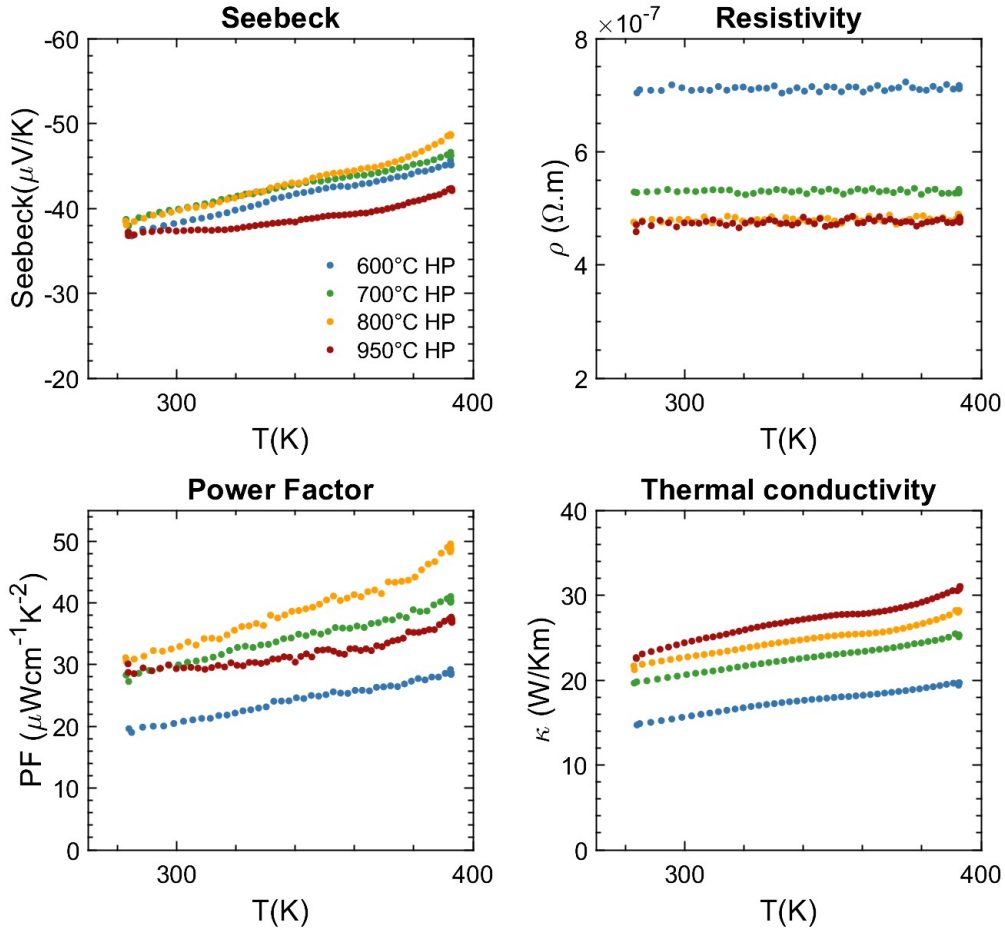 Seebeck
-60
-50
-40
-30
-20
300
400
Seebeck(μV/K)
T(K)
600°C HP
700°C HP
800°C HP
950°C HP
Resistivity
×10⁻⁷
8
6
4
2
300
400
ρ (Ω.m)
T(K)
Power Factor
50
40
30
20
10
0
300
400
PF (μWcm⁻¹K⁻²)
T(K)
Thermal conductivity
40
30
20
10
0
300
400
κ (W/Km)
T(K)